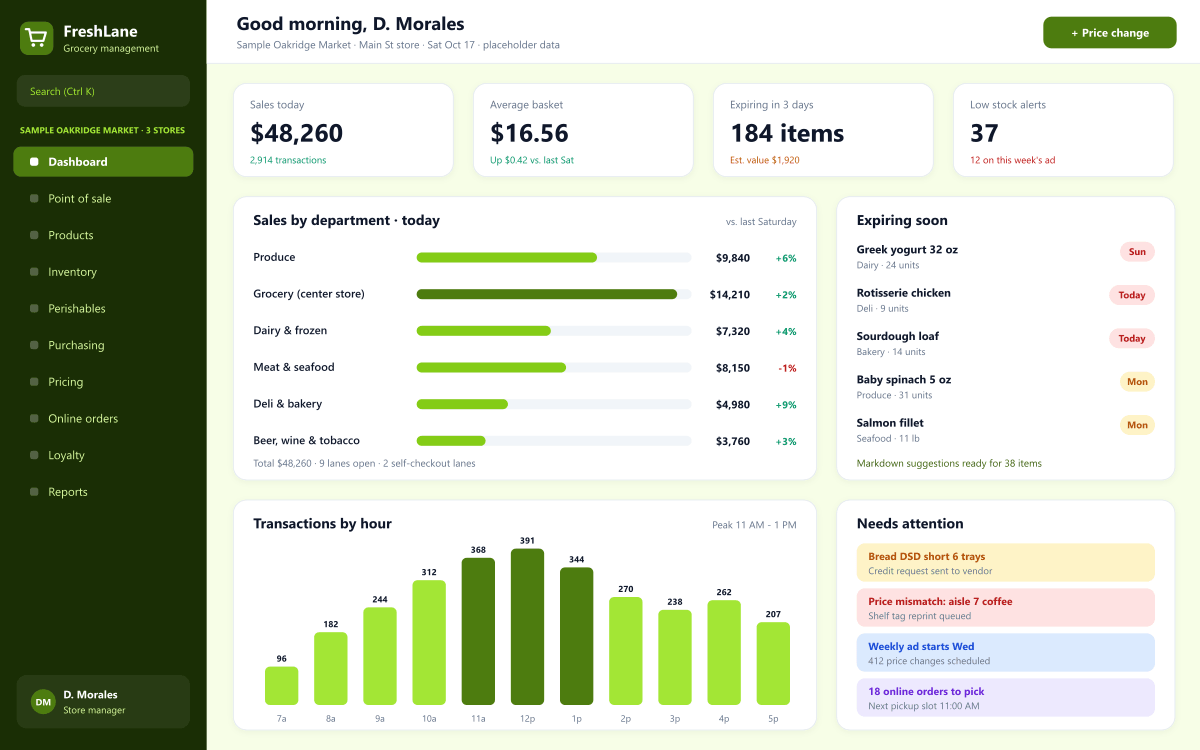 FreshLane
Grocery management
Search (Ctrl K)
SAMPLE OAKRIDGE MARKET · 3 STORES
Dashboard
Point of sale
Products
Inventory
Perishables
Purchasing
Pricing
Online orders
Loyalty
Reports
DM
D. Morales
Store manager
Good morning, D. Morales
Sample Oakridge Market · Main St store · Sat Oct 17 · placeholder data
+ Price change
Sales today
$48,260
2,914 transactions
Average basket
$16.56
Up $0.42 vs. last Sat
Expiring in 3 days
184 items
Est. value $1,920
Low stock alerts
37
12 on this week's ad
Sales by department · today
vs. last Saturday
Produce $9,840 +6%
Grocery (center store) $14,210 +2%
Dairy & frozen $7,320 +4%
Meat & seafood $8,150 -1%
Deli & bakery $4,980 +9%
Beer, wine & tobacco $3,760 +3%
Total $48,260 · 9 lanes open · 2 self-checkout lanes
Expiring soon
Greek yogurt 32 oz
Dairy · 24 units
Sun
Rotisserie chicken
Deli · 9 units
Today
Sourdough loaf
Bakery · 14 units
Today
Baby spinach 5 oz
Produce · 31 units
Mon
Salmon fillet
Seafood · 11 lb
Mon
Markdown suggestions ready for 38 items
Transactions by hour
Peak 11 AM - 1 PM
96 182 244 312 368 391 344 270 238 262 207
7a 8a 9a 10a 11a 12p 1p 2p 3p 4p 5p
Needs attention
Bread DSD short 6 trays
Credit request sent to vendor
Price mismatch: aisle 7 coffee
Shelf tag reprint queued
Weekly ad starts Wed
412 price changes scheduled
18 online orders to pick
Next pickup slot 11:00 AM